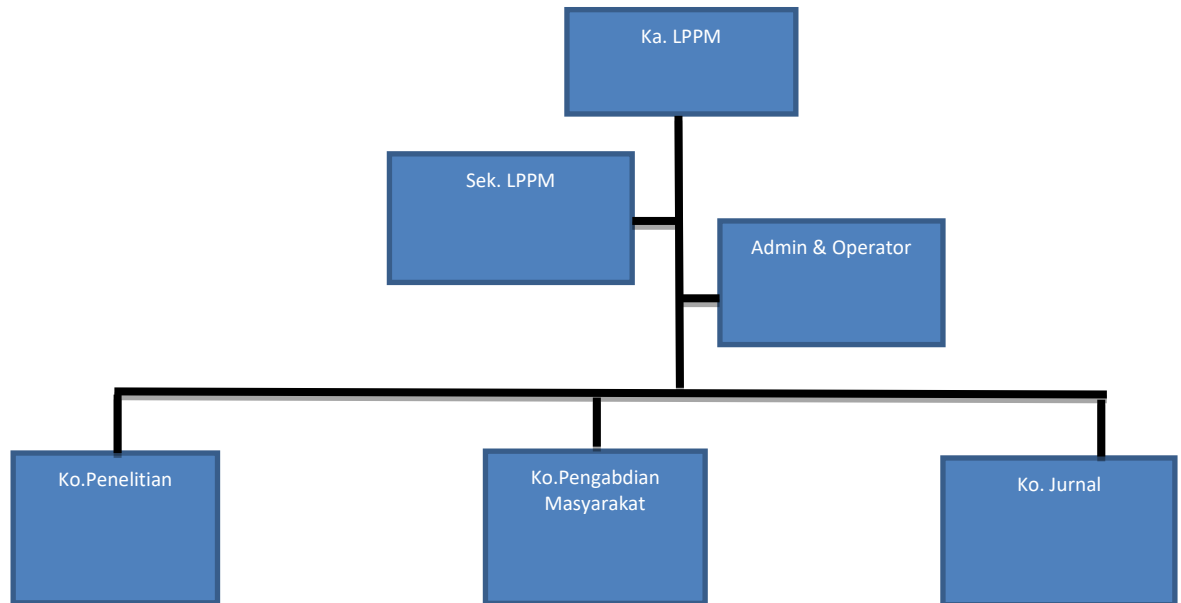 Ka. LPPM
Sek. LPPM
Admin & Operator
Ko.Penelitian
Ko.Pengabdian
Masyarakat
Ko. Jurnal